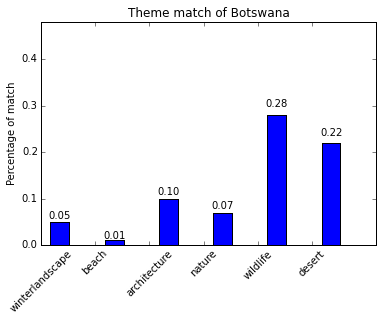 Theme match of Botswana
Percentage of match
0.4
0.3
0.2
0.1
0.0
0.05
0.01
0.10
0.07
0.28
0.22
winterlandscape
beach
architecture
nature
wildlife
desert